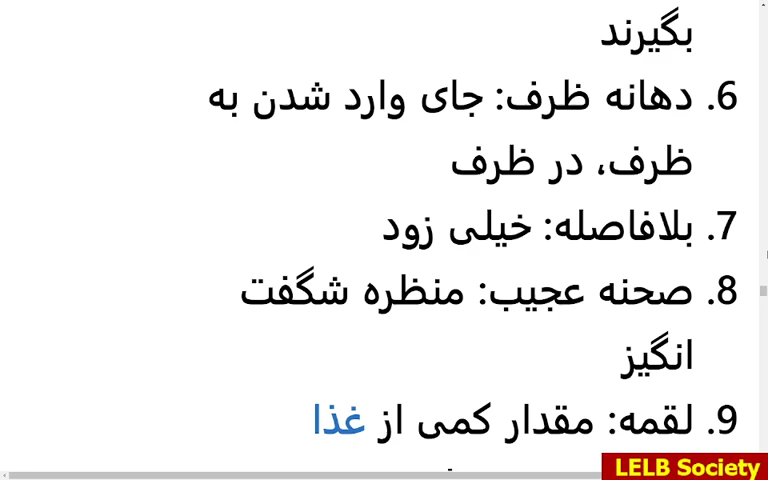 بگیرند
6. دهانه ظرف: جای وارد شدن به
ظرف، در ظرف
7. بلافاصله: خیلی زود
8. صحنه عجیب: منظره شگفت
انگیز
9. لقمه: مقدار کمی از غذا
LELB Society